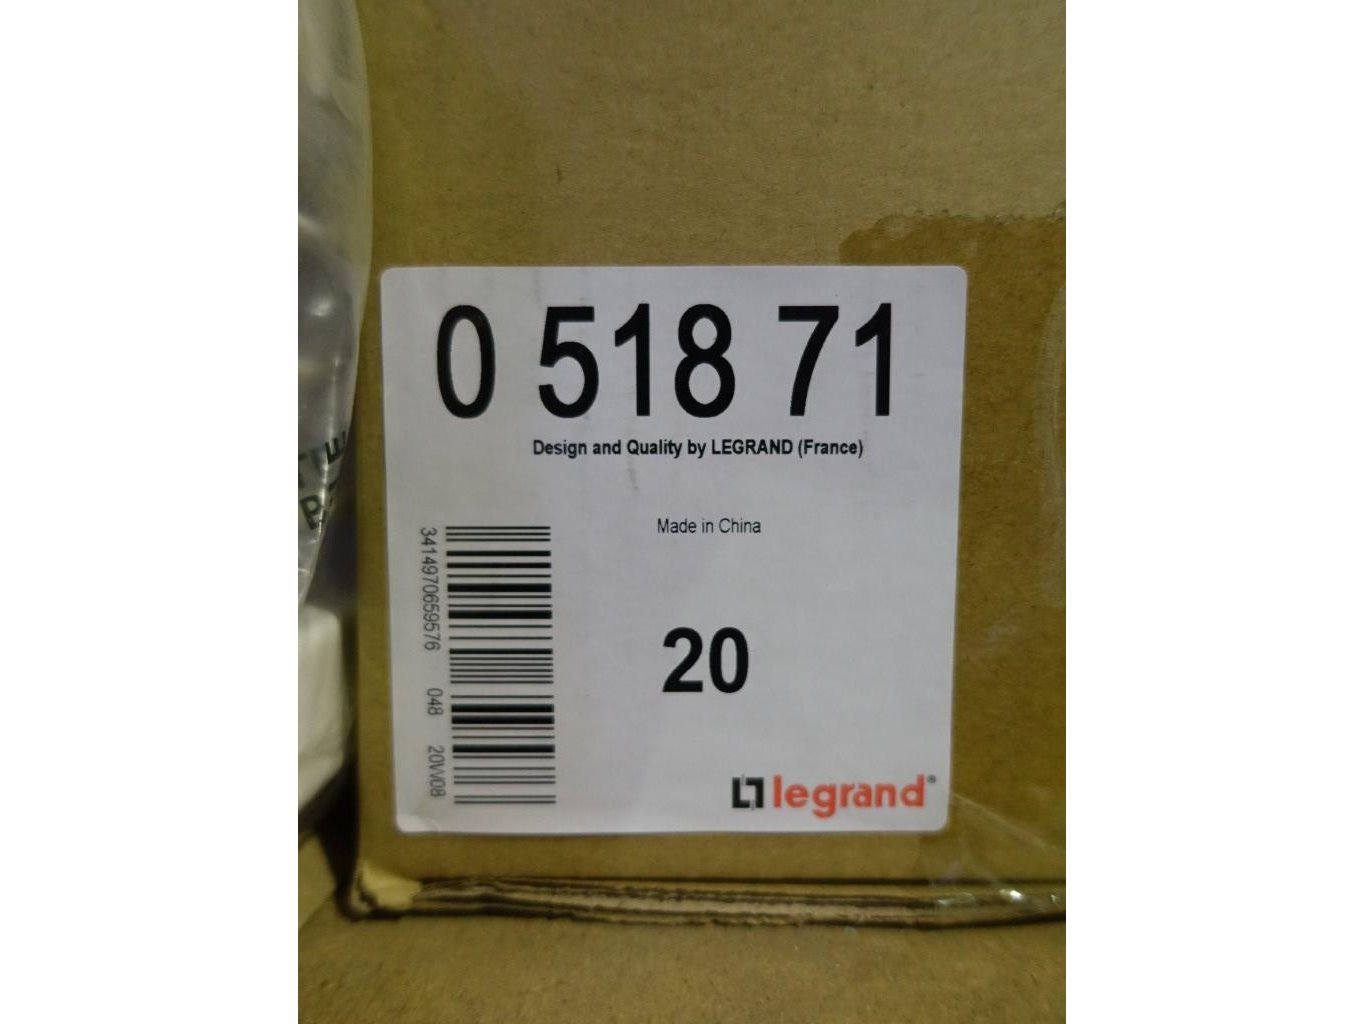 0 518 71
Design and Quality by LEGRAND (France)
Made in China
3414970659576 048 20W08
20
legrand®